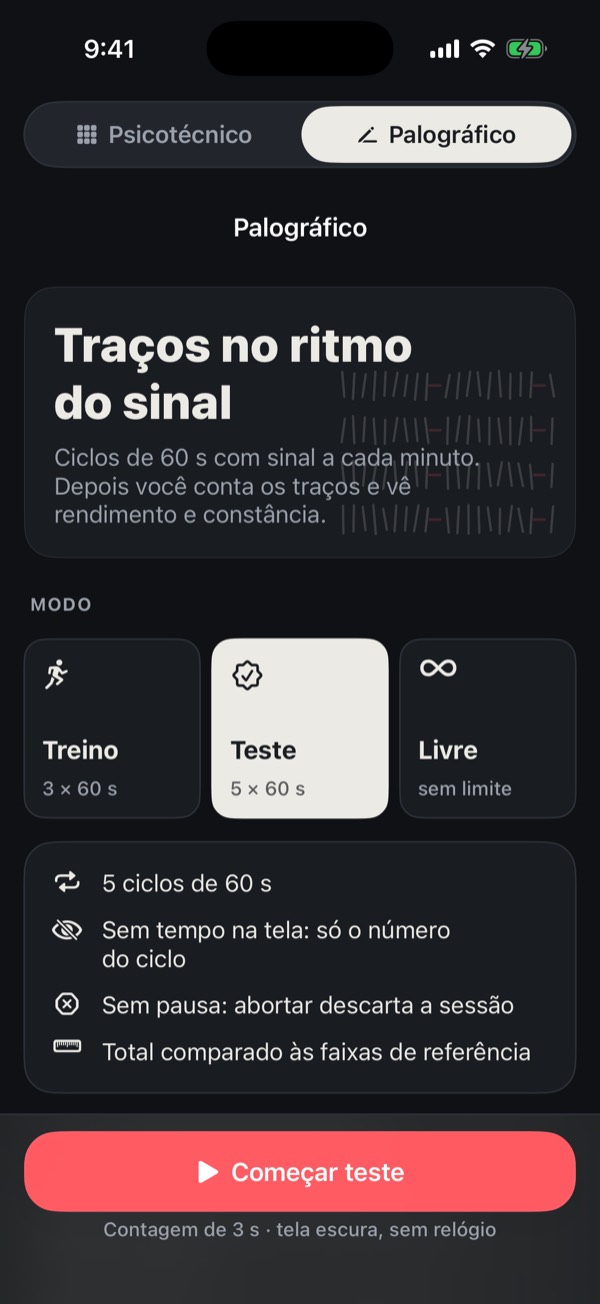 9:41
Psicotécnico
Palográfico
Palográfico
Traços no ritmo
do sinal
Ciclos de 60 s com sinal a cada minuto.
Depois você conta os traços e vê
rendimento e constância.
MODO
Treino
3 × 60 s
Teste
5 × 60 s
Livre
sem limite
5 ciclos de 60 s
Sem tempo na tela: só o número
do ciclo
Sem pausa: abortar descarta a sessão
Total comparado às faixas de referência
Começar teste
Contagem de 3 s · tela escura, sem relógio